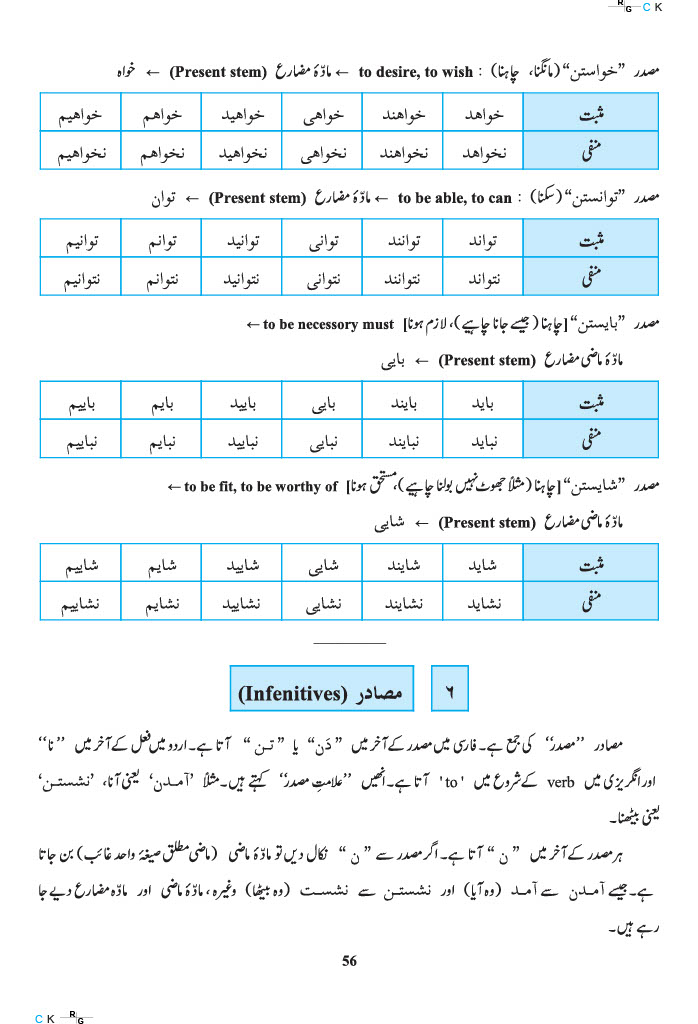 R
G C K
مصدر ”خواستن“ (مانگنا، چاہنا) : to desire, to wish ← مادّۂ مضارع (Present stem) ← خواہ
مثبت خواهد خواهند خواهی خواهید خواهم خواهیم
منفی نخواهد نخواهند نخواهی نخواهید نخواهم نخواهیم
مصدر ”توانستن“ (سکنا) : to be able, to can ← مادّۂ مضارع (Present stem) ← توان
مثبت تواند توانند توانی توانید توانم توانیم
منفی نتواند نتوانند نتوانی نتوانید نتوانم نتوانیم
مصدر ”بایستن“ [چاہنا (جیسے جانا چاہیے)، لازم ہونا] to be necessory must ←
مادّۂ ماضی مضارع (Present stem) ← بایی
مثبت باید بایند بایی بایید بایم باییم
منفی نباید نبایند نبایی نبایید نبایم نباییم
مصدر ”شایستن“ [چاہنا (مثلاً جھوٹ نہیں بولنا چاہیے)، مستحق ہونا] to be fit, to be worthy of ←
مادّۂ ماضی مضارع (Present stem) ← شایی
مثبت شاید شایند شایی شایید شایم شاییم
منفی نشاید نشایند نشایی نشایید نشایم نشاییم
۶ مصادر (Infenitives)
مصادر ’’مصدر‘‘ کی جمع ہے۔ فارسی میں مصدر کے آخر میں ”دَن“ یا ”تـن“ آتا ہے۔ اردو میں فعل کے آخر میں ’’نا‘‘
اور انگریزی میں verb کے شروع میں 'to' آتا ہے۔ انھیں ’’علامتِ مصدر‘‘ کہتے ہیں۔ مثلاً ’آمـدن‘ یعنی آنا، ’نشستـن‘
یعنی بیٹھنا۔
ہر مصدر کے آخر میں ”ن“ آتا ہے۔ اگر مصدر سے ”ن“ نکال دیں تو مادّۂ ماضی (ماضی مطلق صیغۂ واحد غائب) بن جاتا
ہے۔ جیسے آمـدن سے آمـد (وہ آیا) اور نشستـن سے نشسـت (وہ بیٹھا) وغیرہ، مادّۂ ماضی اور مادّہ مضارع دیے جا
رہے ہیں۔
56
C K R
G